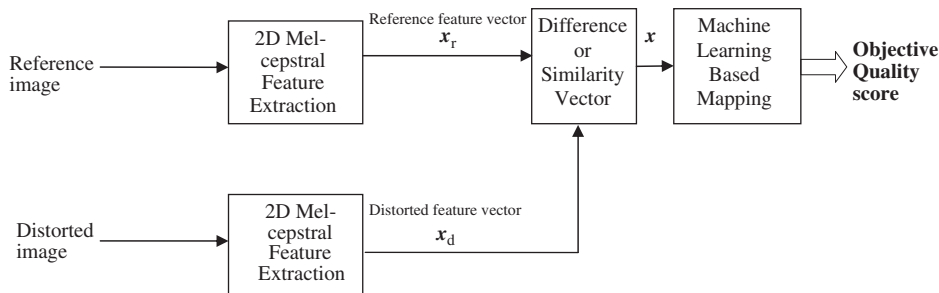 Reference
image
2D Mel-
cepstral
Feature
Extraction
Reference feature vector
x_r
Difference
or
Similarity
Vector
x
Machine
Learning
Based
Mapping
Objective
Quality
score
Distorted
image
2D Mel-
cepstral
Feature
Extraction
Distorted feature vector
x_d